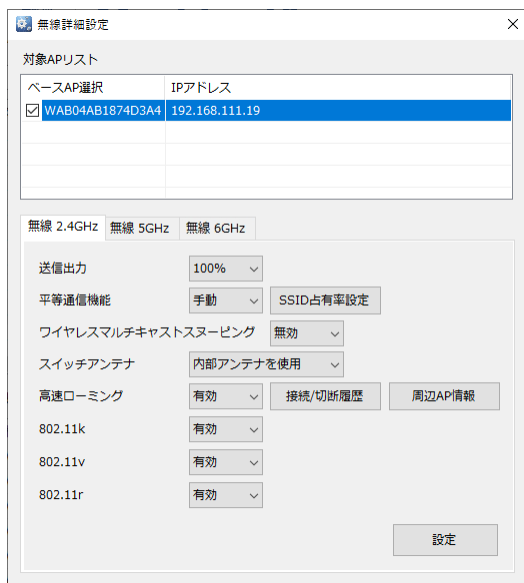 無線詳細設定
対象APリスト
ベースAP選択 IPアドレス
WAB04AB1874D3A4 192.168.111.19
無線 2.4GHz 無線 5GHz 無線 6GHz
送信出力 100%
平等通信機能 手動 SSID占有率設定
ワイヤレスマルチキャストスヌーピング 無効
スイッチアンテナ 内部アンテナを使用
高速ローミング 有効 接続/切断履歴 周辺AP情報
802.11k 有効
802.11v 有効
802.11r 有効
設定